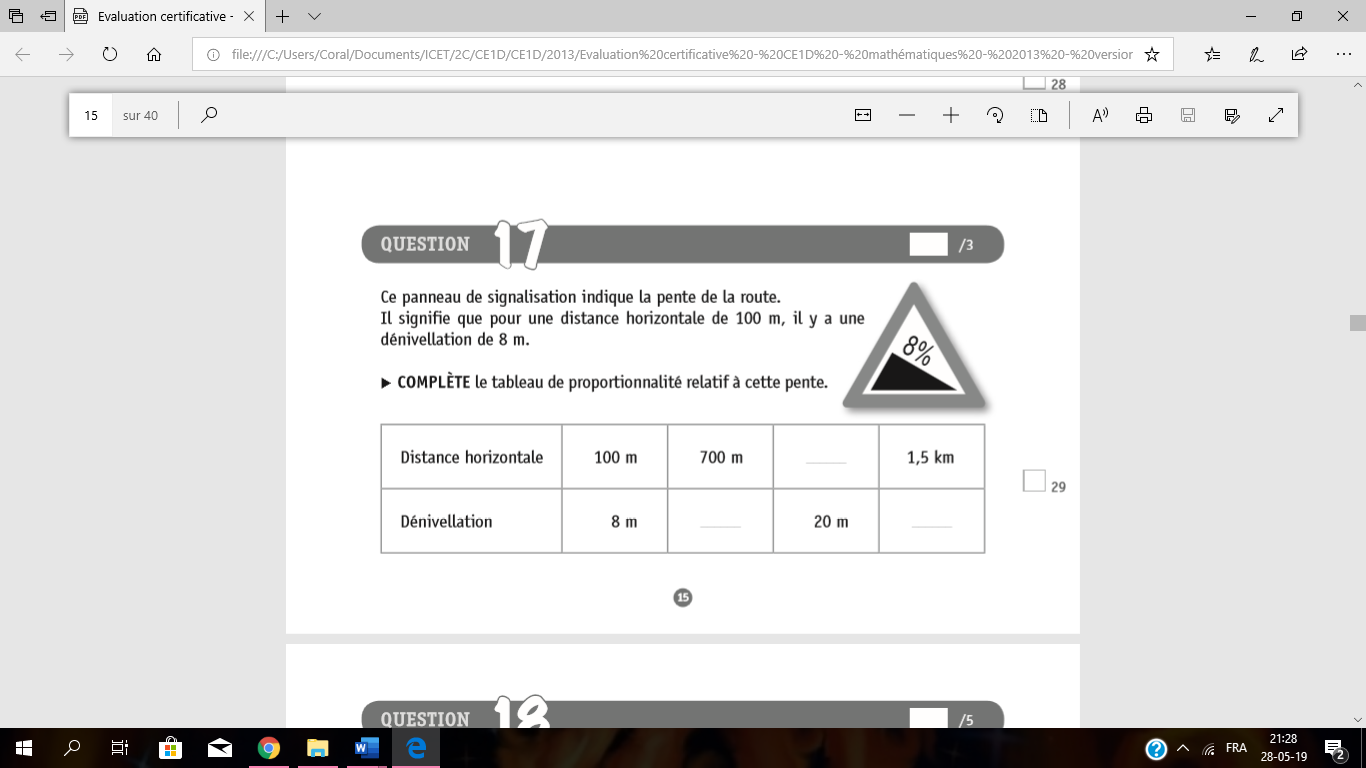 Evaluation certificative -
file:///C:/Users/Coral/Documents/ICET/2C/CE1D/CE1D/2013/Evaluation%20certificative%20-%20CE1D%20-%20mathématiques%20-%202013%20-%20versior
28
15 sur 40
QUESTION 17 /3
Ce panneau de signalisation indique la pente de la route.
Il signifie que pour une distance horizontale de 100 m, il y a une
dénivellation de 8 m.
8%
► COMPLÈTE le tableau de proportionnalité relatif à cette pente.
Distance horizontale 100 m 700 m 1,5 km
29
Dénivellation 8 m 20 m
15
QUESTION 18 /5
FRA
21:28
28-05-19
2